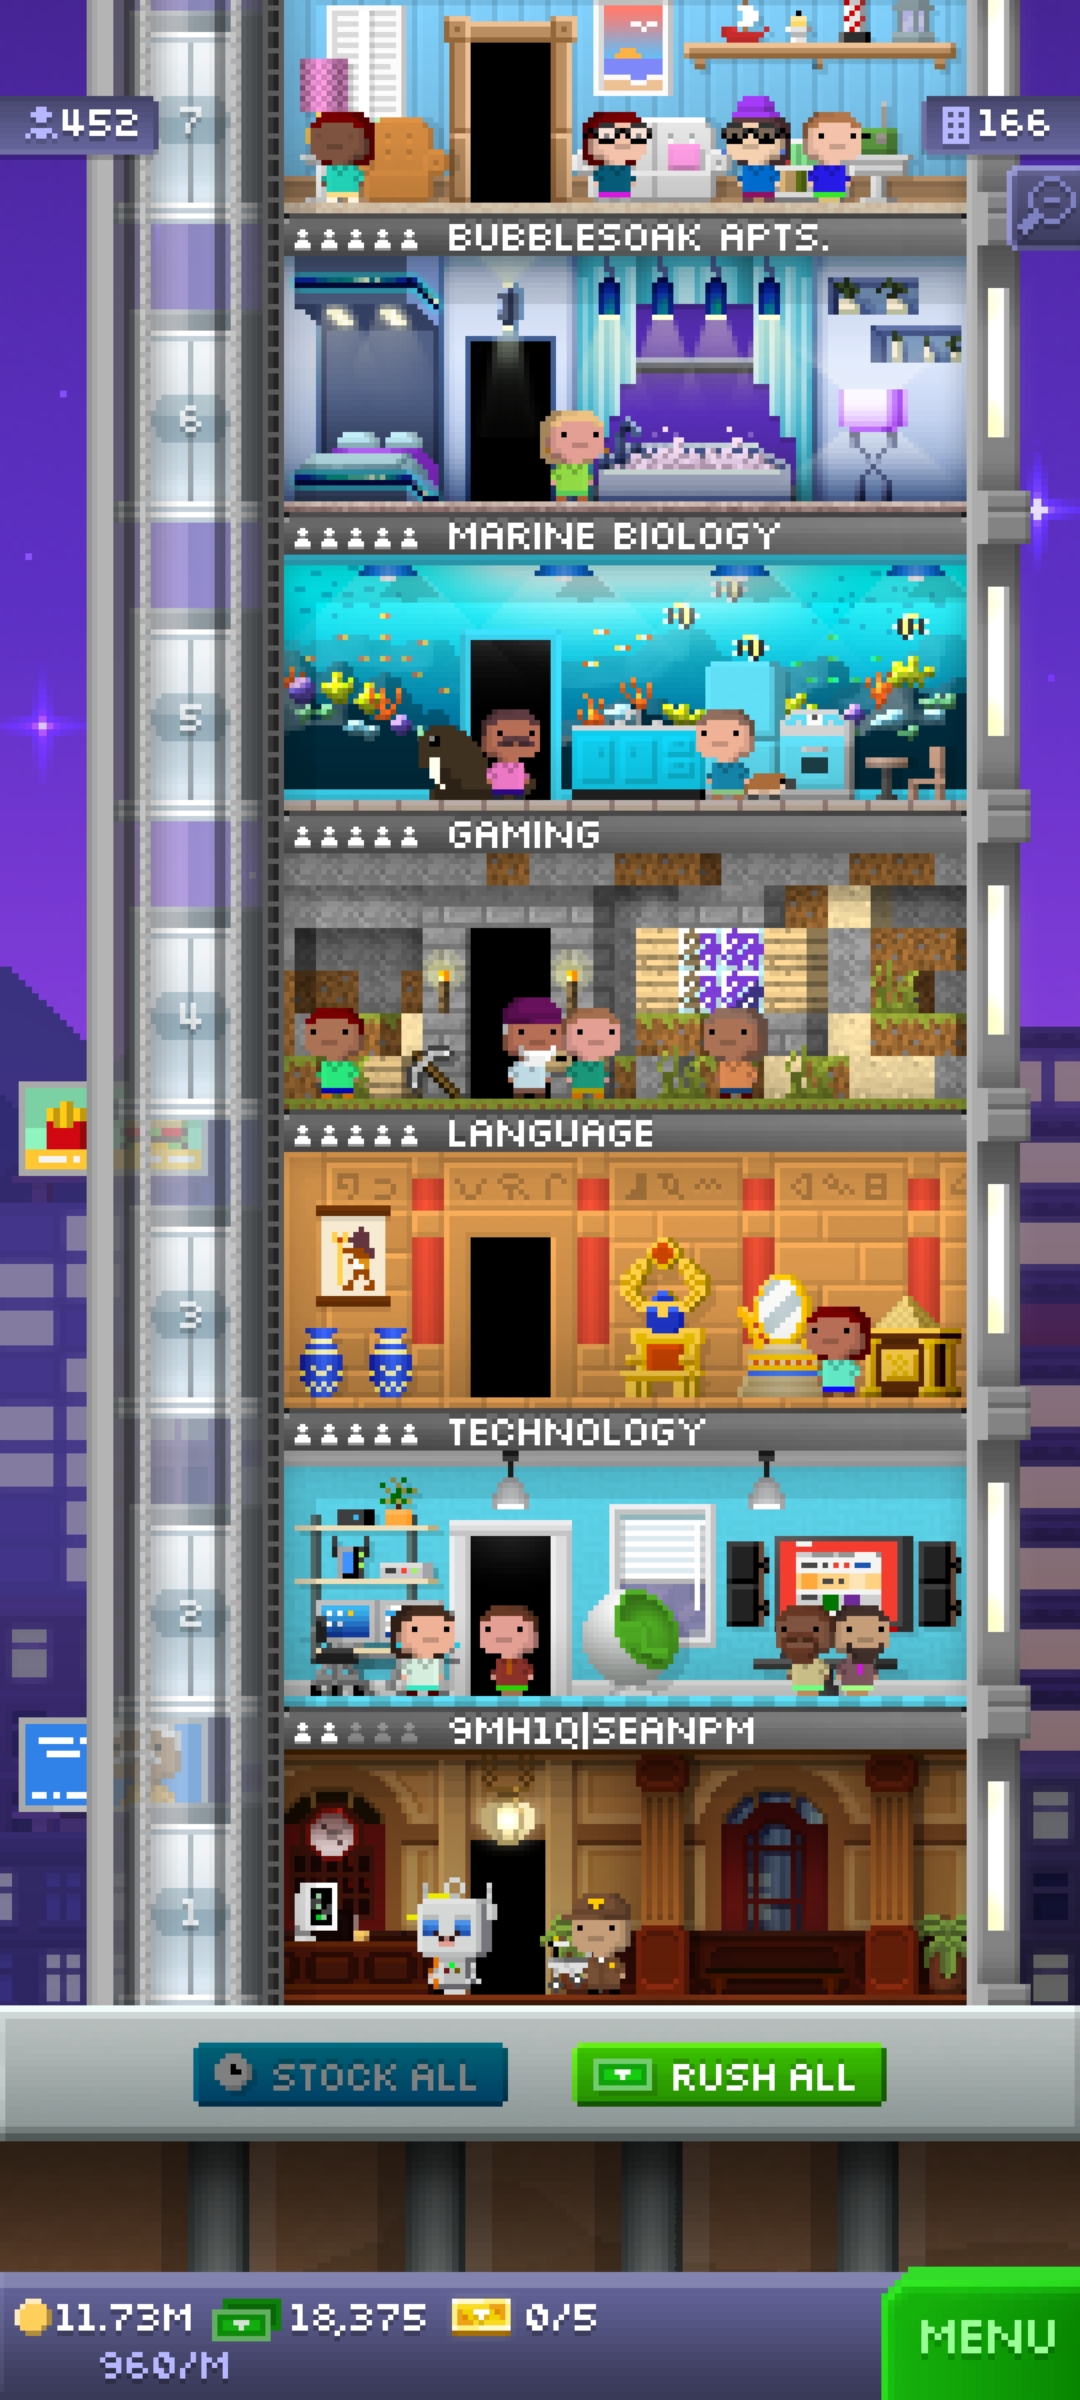 7
452
166
BUBBLESOAK APTS.
6
MARINE BIOLOGY
5
GAMING
4
LANGUAGE
3
TECHNOLOGY
2
9MH1Q|SEANPM
1
STOCK ALL
RUSH ALL
11.73M
18,375
0/5
960/M
MENU